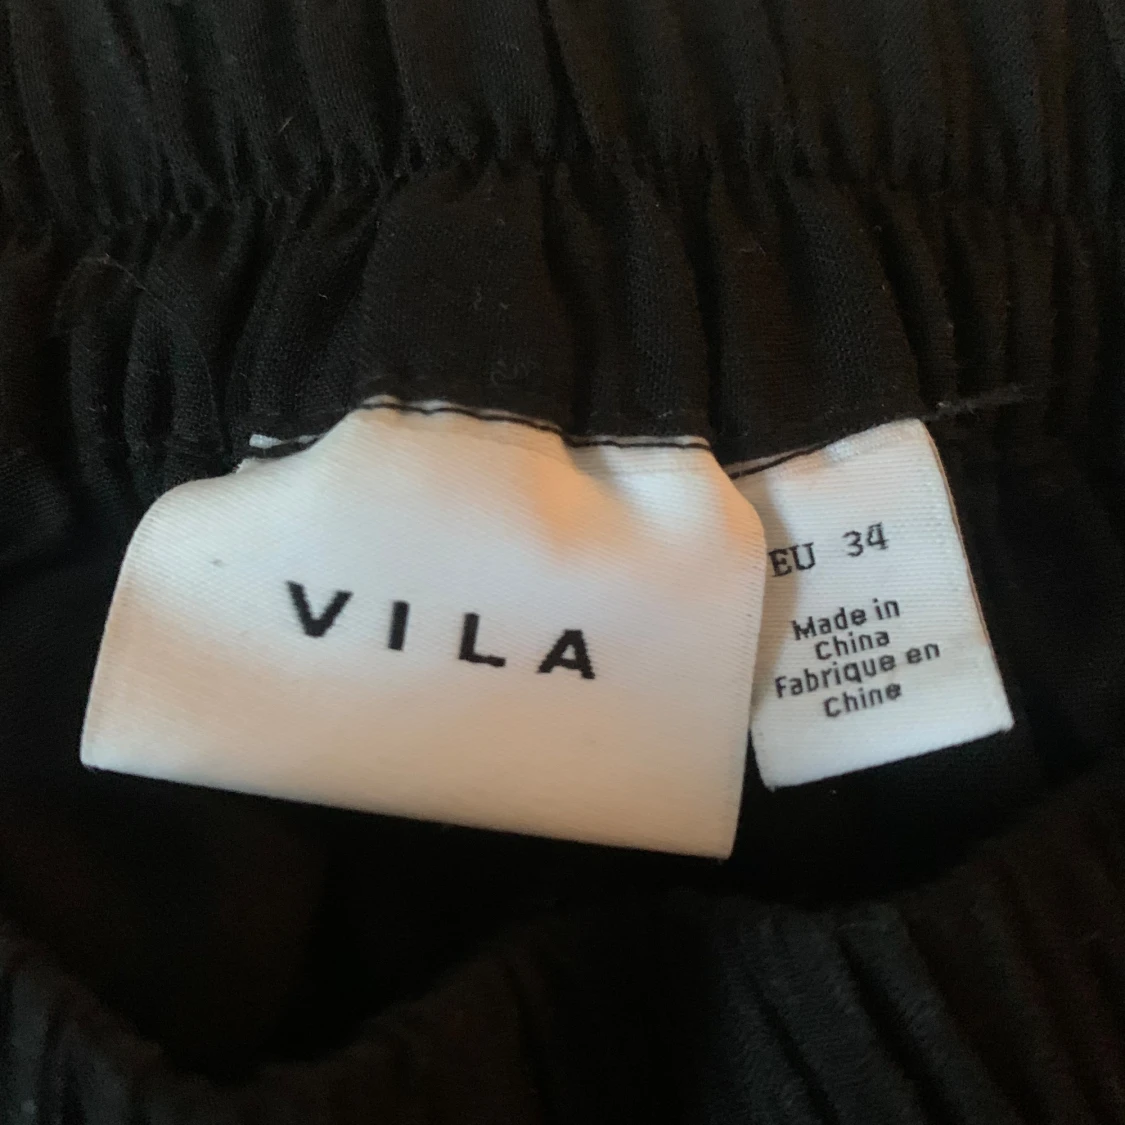 VILA
EU 34
Made in
China
Fabrique en
Chine